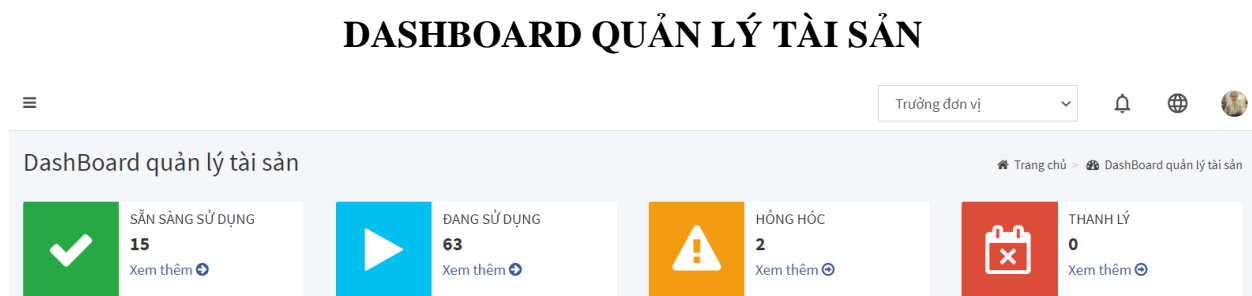 DASHBOARD QUẢN LÝ TÀI SẢN
Trưởng đơn vị
DashBoard quản lý tài sản
Trang chủ > DashBoard quản lý tài sản
SẴN SÀNG SỬ DỤNG
15
Xem thêm
ĐANG SỬ DỤNG
63
Xem thêm
HỎNG HÓC
2
Xem thêm
THANH LÝ
0
Xem thêm